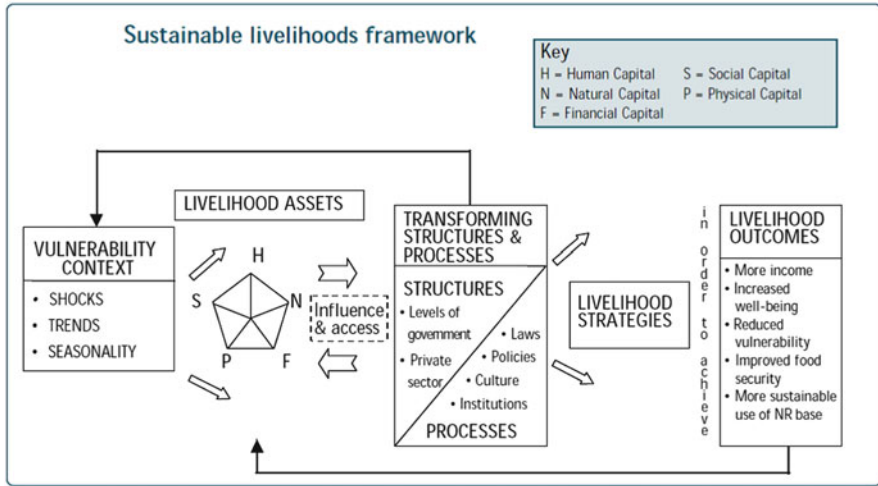 Sustainable livelihoods framework
Key
H = Human Capital S = Social Capital
N = Natural Capital P = Physical Capital
F = Financial Capital
LIVELIHOOD ASSETS
VULNERABILITY
CONTEXT
• SHOCKS
• TRENDS
• SEASONALITY
H
S
N
P
F
Influence
& access
TRANSFORMING
STRUCTURES &
PROCESSES
STRUCTURES
• Levels of
government
• Private
sector
• Laws
• Policies
• Culture
• Institutions
PROCESSES
LIVELIHOOD
STRATEGIES
in order to achieve
LIVELIHOOD
OUTCOMES
• More income
• Increased
well-being
• Reduced
vulnerability
• Improved food
security
• More sustainable
use of NR base